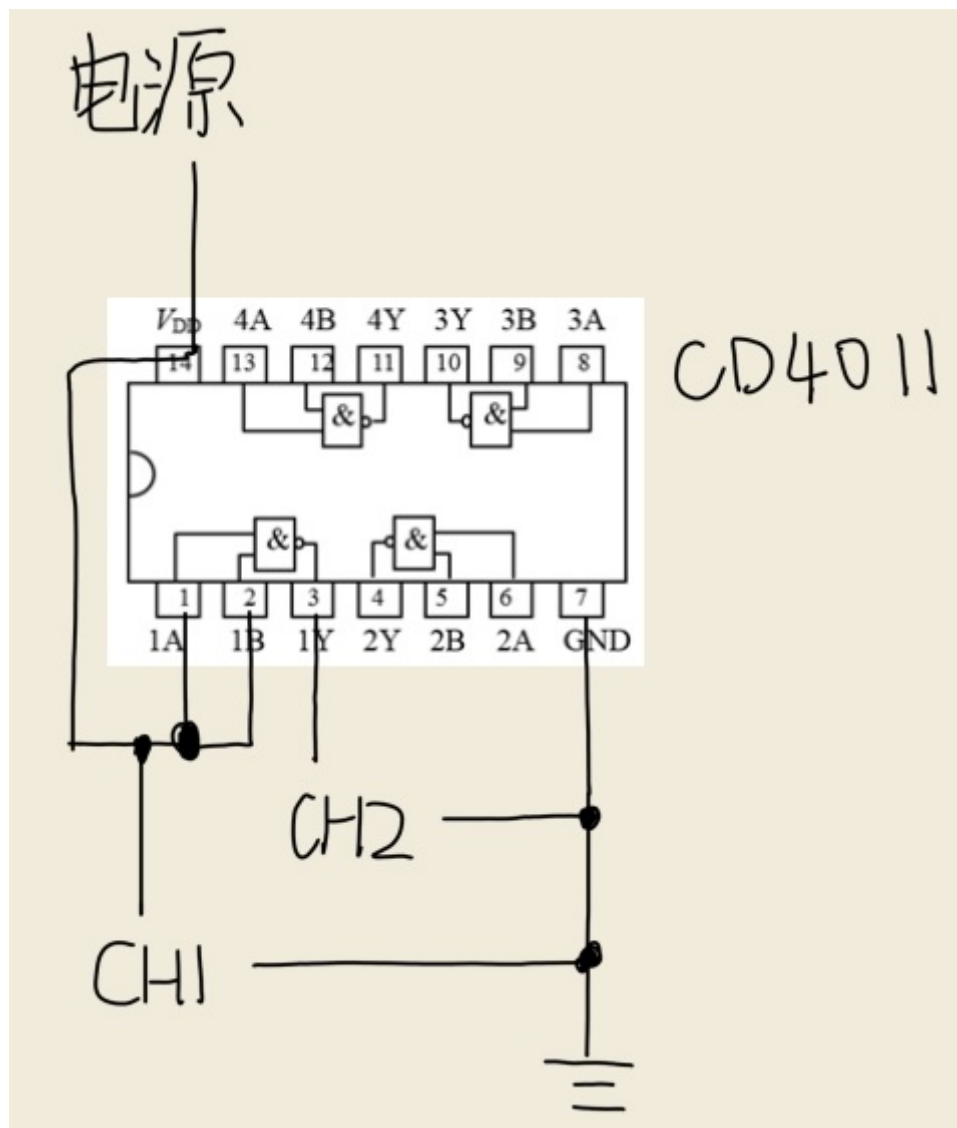 电源
V_DD 4A 4B 4Y 3Y 3B 3A
CD4011
14 13 12 11 10 9 8
& &
& &
1 2 3 4 5 6 7
1A 1B 1Y 2Y 2B 2A GND
CH2
CH1